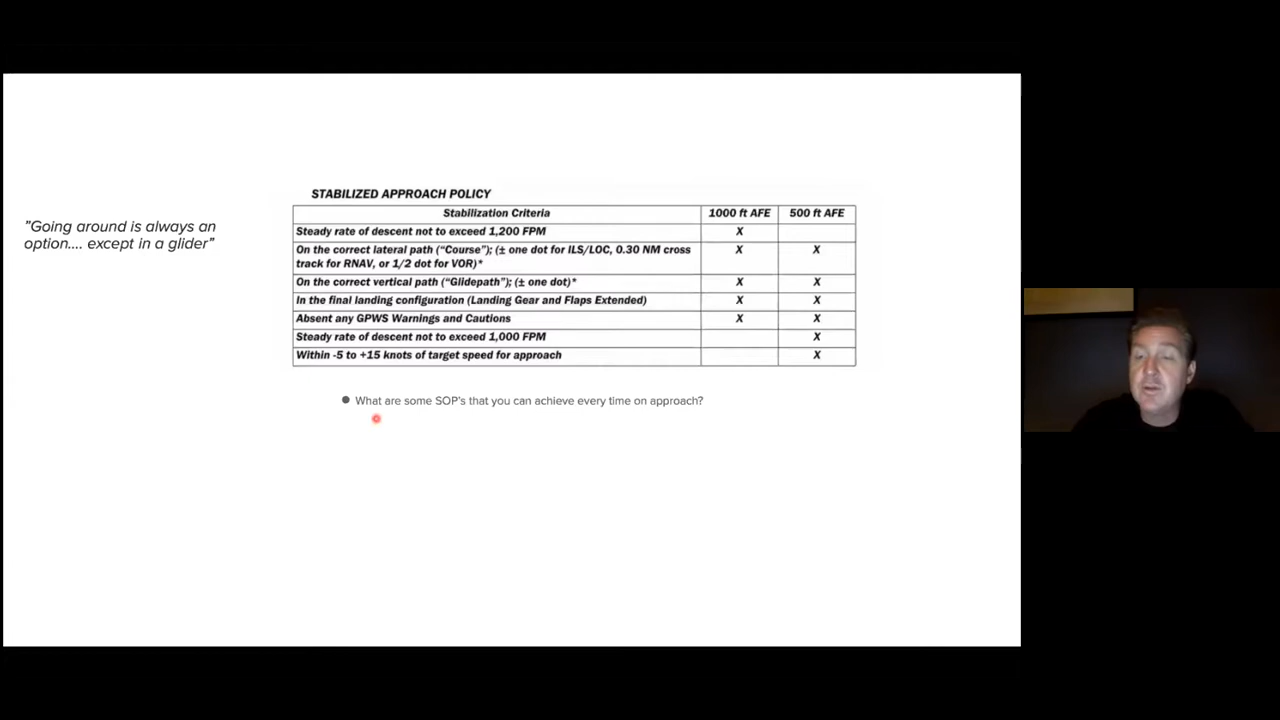 "Going around is always an
option.... except in a glider"
STABILIZED APPROACH POLICY
Stabilization Criteria 1000 ft AFE 500 ft AFE
Steady rate of descent not to exceed 1,200 FPM X
On the correct lateral path ("Course"); (± one dot for ILS/LOC, 0.30 NM cross X X
track for RNAV, or 1/2 dot for VOR)*
On the correct vertical path ("Glidepath"); (± one dot)* X X
In the final landing configuration (Landing Gear and Flaps Extended) X X
Absent any GPWS Warnings and Cautions X X
Steady rate of descent not to exceed 1,000 FPM X
Within -5 to +15 knots of target speed for approach X
● What are some SOP's that you can achieve every time on approach?